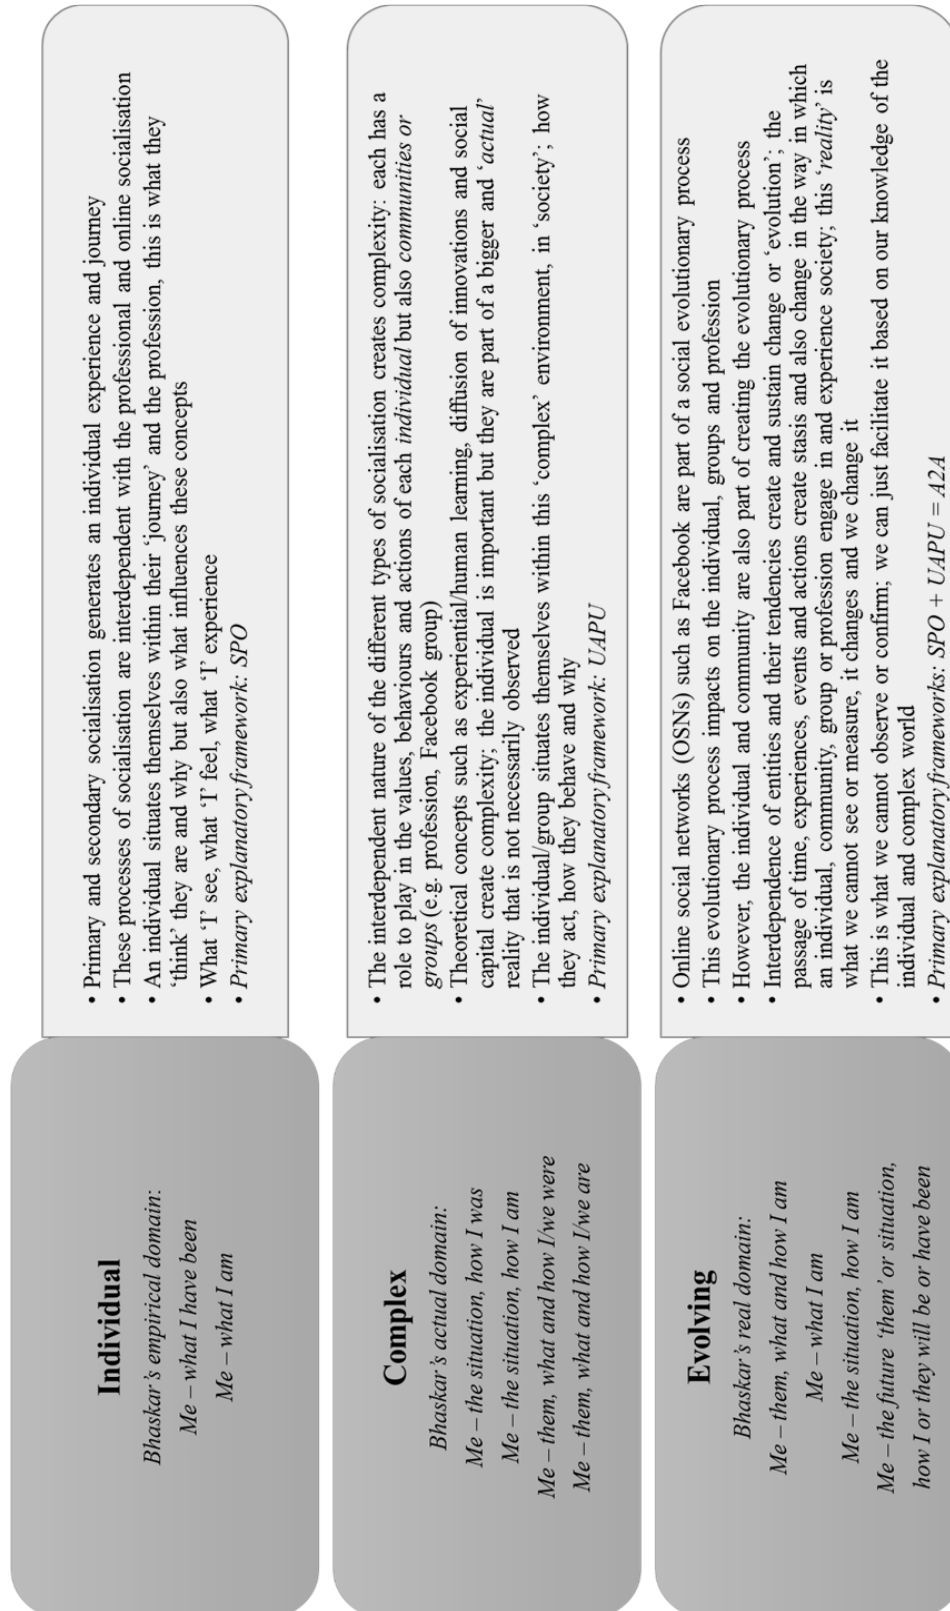 Individual
Bhaskar's empirical domain:
Me – what I have been
Me – what I am
• Primary and secondary socialisation generates an individual experience and journey
• These processes of socialisation are interdependent with the professional and online socialisation
• An individual situates themselves within their 'journey' and the profession, this is what they
'think' they are and why but also what influences these concepts
• What 'I' see, what 'I' feel, what 'I' experience
• Primary explanatory framework: SPO
Complex
Bhaskar's actual domain:
Me – the situation, how I was
Me – the situation, how I am
Me – them, what and how I/we were
Me – them, what and how I/we are
• The interdependent nature of the different types of socialisation creates complexity: each has a
role to play in the values, behaviours and actions of each individual but also communities or
groups (e.g. profession, Facebook group)
• Theoretical concepts such as experiential/human learning, diffusion of innovations and social
capital create complexity; the individual is important but they are part of a bigger and 'actual'
reality that is not necessarily observed
• The individual/group situates themselves within this 'complex' environment, in 'society'; how
they act, how they behave and why
• Primary explanatory framework: UAPU
Evolving
Bhaskar's real domain:
Me – them, what and how I am
Me – what I am
Me – the situation, how I am
Me – the future 'them' or situation,
how I or they will be or have been
• Online social networks (OSNs) such as Facebook are part of a social evolutionary process
• This evolutionary process impacts on the individual, groups and profession
• However, the individual and community are also part of creating the evolutionary process
• Interdependence of entities and their tendencies create and sustain change or 'evolution'; the
passage of time, experiences, events and actions create stasis and also change in the way in which
an individual, community, group or profession engage in and experience society; this 'reality' is
what we cannot see or measure, it changes and we change it
• This is what we cannot observe or confirm; we can just facilitate it based on our knowledge of the
individual and complex world
• Primary explanatory frameworks: SPO + UAPU = A2A